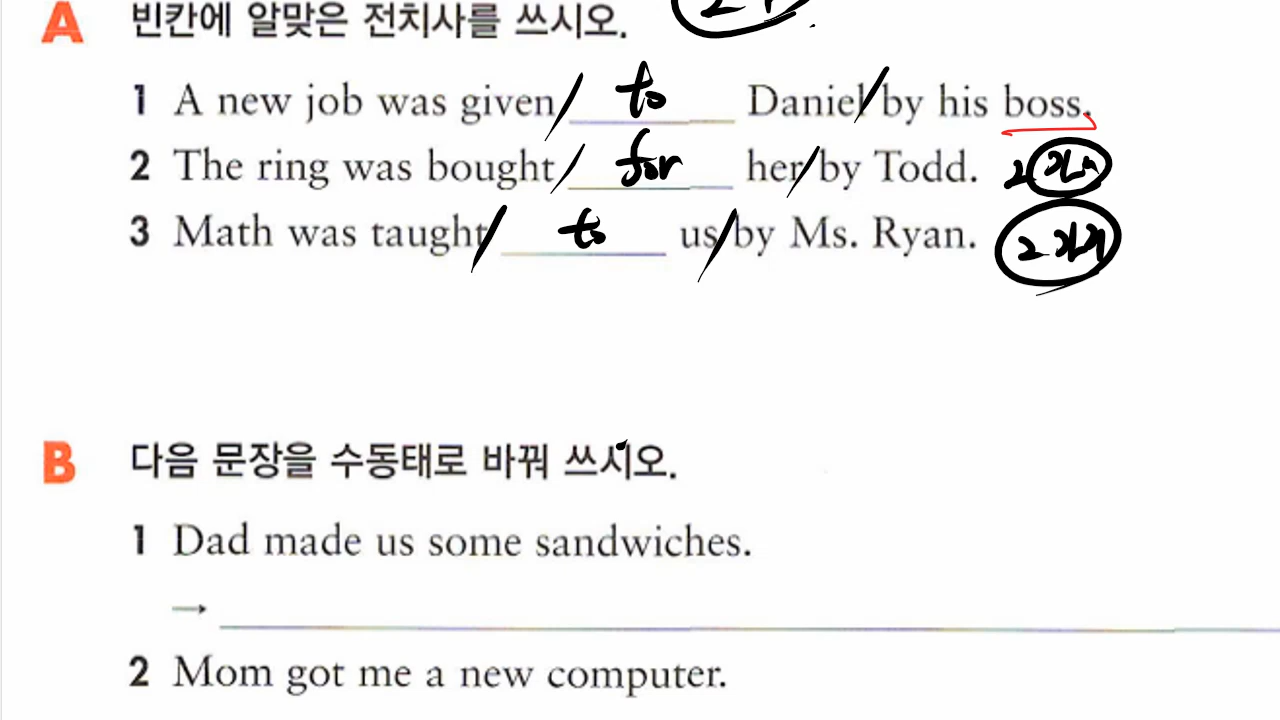 A 빈칸에 알맞은 전치사를 쓰시오.
1 A new job was given / to Daniel / by his boss.
2 The ring was bought / for her / by Todd.
3 Math was taught / to us / by Ms. Ryan.
B 다음 문장을 수동태로 바꿔 쓰시오.
1 Dad made us some sandwiches.
→
2 Mom got me a new computer.